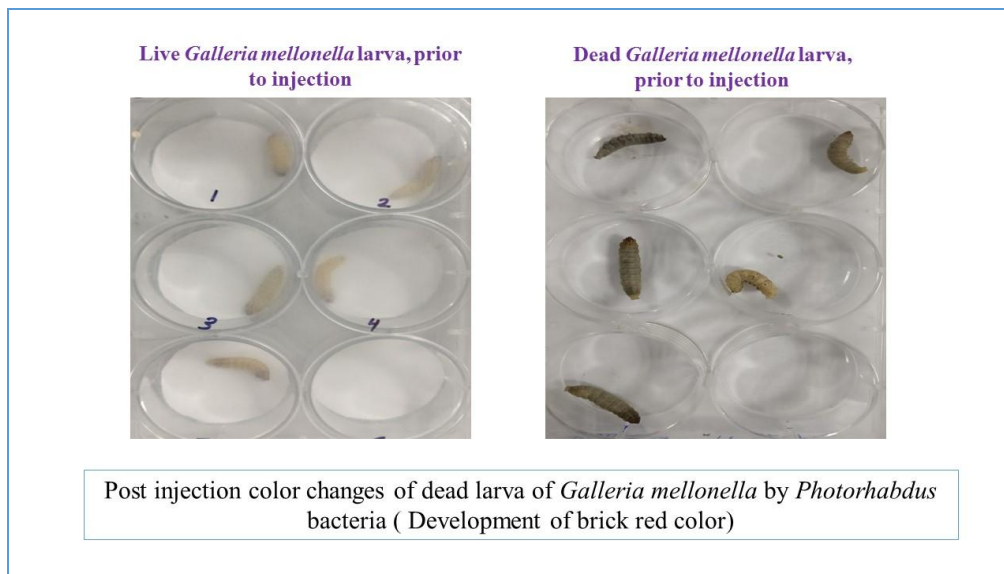 Live Galleria mellonella larva, prior
to injection
Dead Galleria mellonella larva,
prior to injection
1
2
3
4
Post injection color changes of dead larva of Galleria mellonella by Photorhabdus
bacteria ( Development of brick red color)